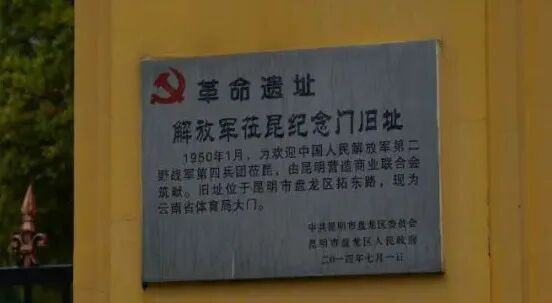 革命遗址
解放军莅昆纪念门旧址
1950年1月，为欢迎中国人民解放军第二
野战军第四兵团莅昆，由昆明营造商业联合会
筑献。旧址位于昆明市盘龙区拓东路，现为
云南省体育局大门。
中共昆明市盘龙区委员会
昆明市盘龙区人民政府
二〇一四年七月一日